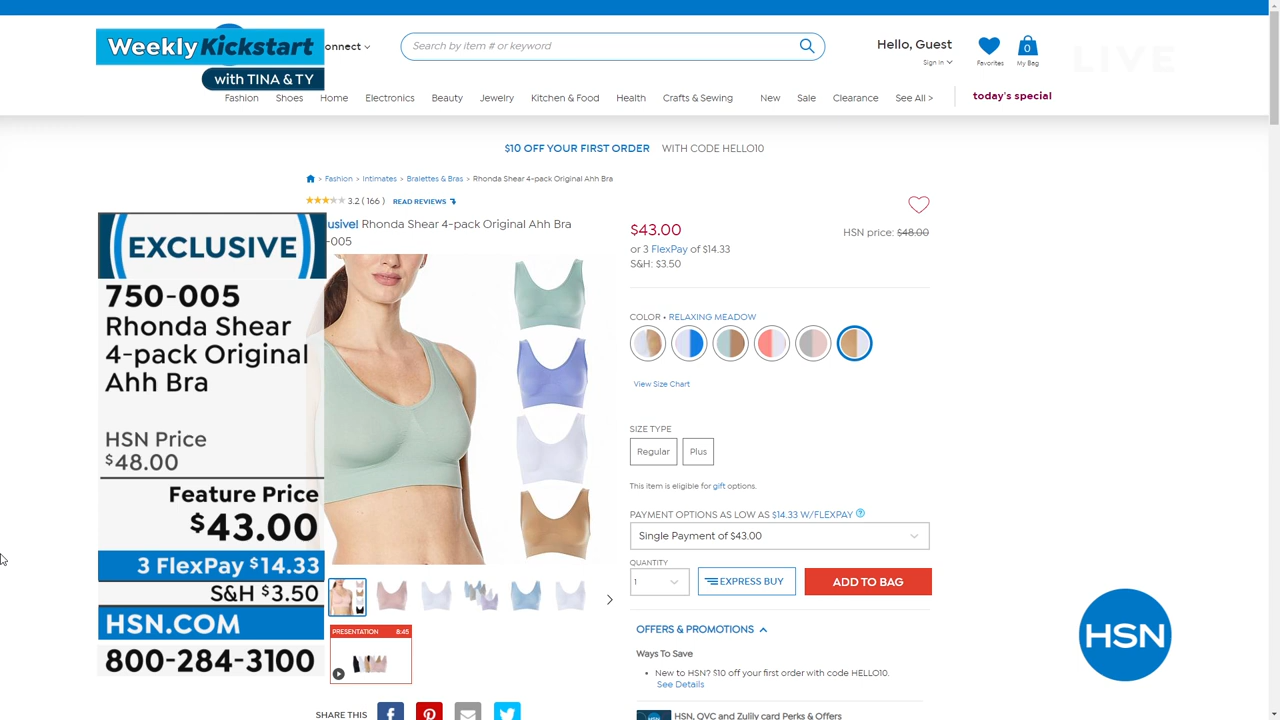 Weekly Kickstart
with TINA & TY
onnect
Search by item # or keyword
Hello, Guest
Sign In
Favorites
0
My Bag
LIVE
Fashion Shoes Home Electronics Beauty Jewelry Kitchen & Food Health Crafts & Sewing New Sale Clearance See All > today's special
$10 OFF YOUR FIRST ORDER WITH CODE HELLO10
> Fashion > Intimates > Bralettes & Bras > Rhonda Shear 4-pack Original Ahh Bra
3.2 ( 166 ) READ REVIEWS
usive! Rhonda Shear 4-pack Original Ahh Bra
-005
EXCLUSIVE
750-005
Rhonda Shear
4-pack Original
Ahh Bra
HSN Price
$48.00
Feature Price
$43.00
3 FlexPay $14.33
S&H $3.50
HSN.COM
800-284-3100
PRESENTATION 8:45
SHARE THIS
$43.00
HSN price: $48.00
or 3 FlexPay of $14.33
S&H: $3.50
COLOR • RELAXING MEADOW
View Size Chart
SIZE TYPE
Regular Plus
This item is eligible for gift options.
PAYMENT OPTIONS AS LOW AS $14.33 W/FLEXPAY ?
Single Payment of $43.00
QUANTITY
1
EXPRESS BUY
ADD TO BAG
OFFERS & PROMOTIONS
Ways To Save
• New to HSN? $10 off your first order with code HELLO10.
See Details
HSN, QVC and Zulily card Perks & Offers
HSN